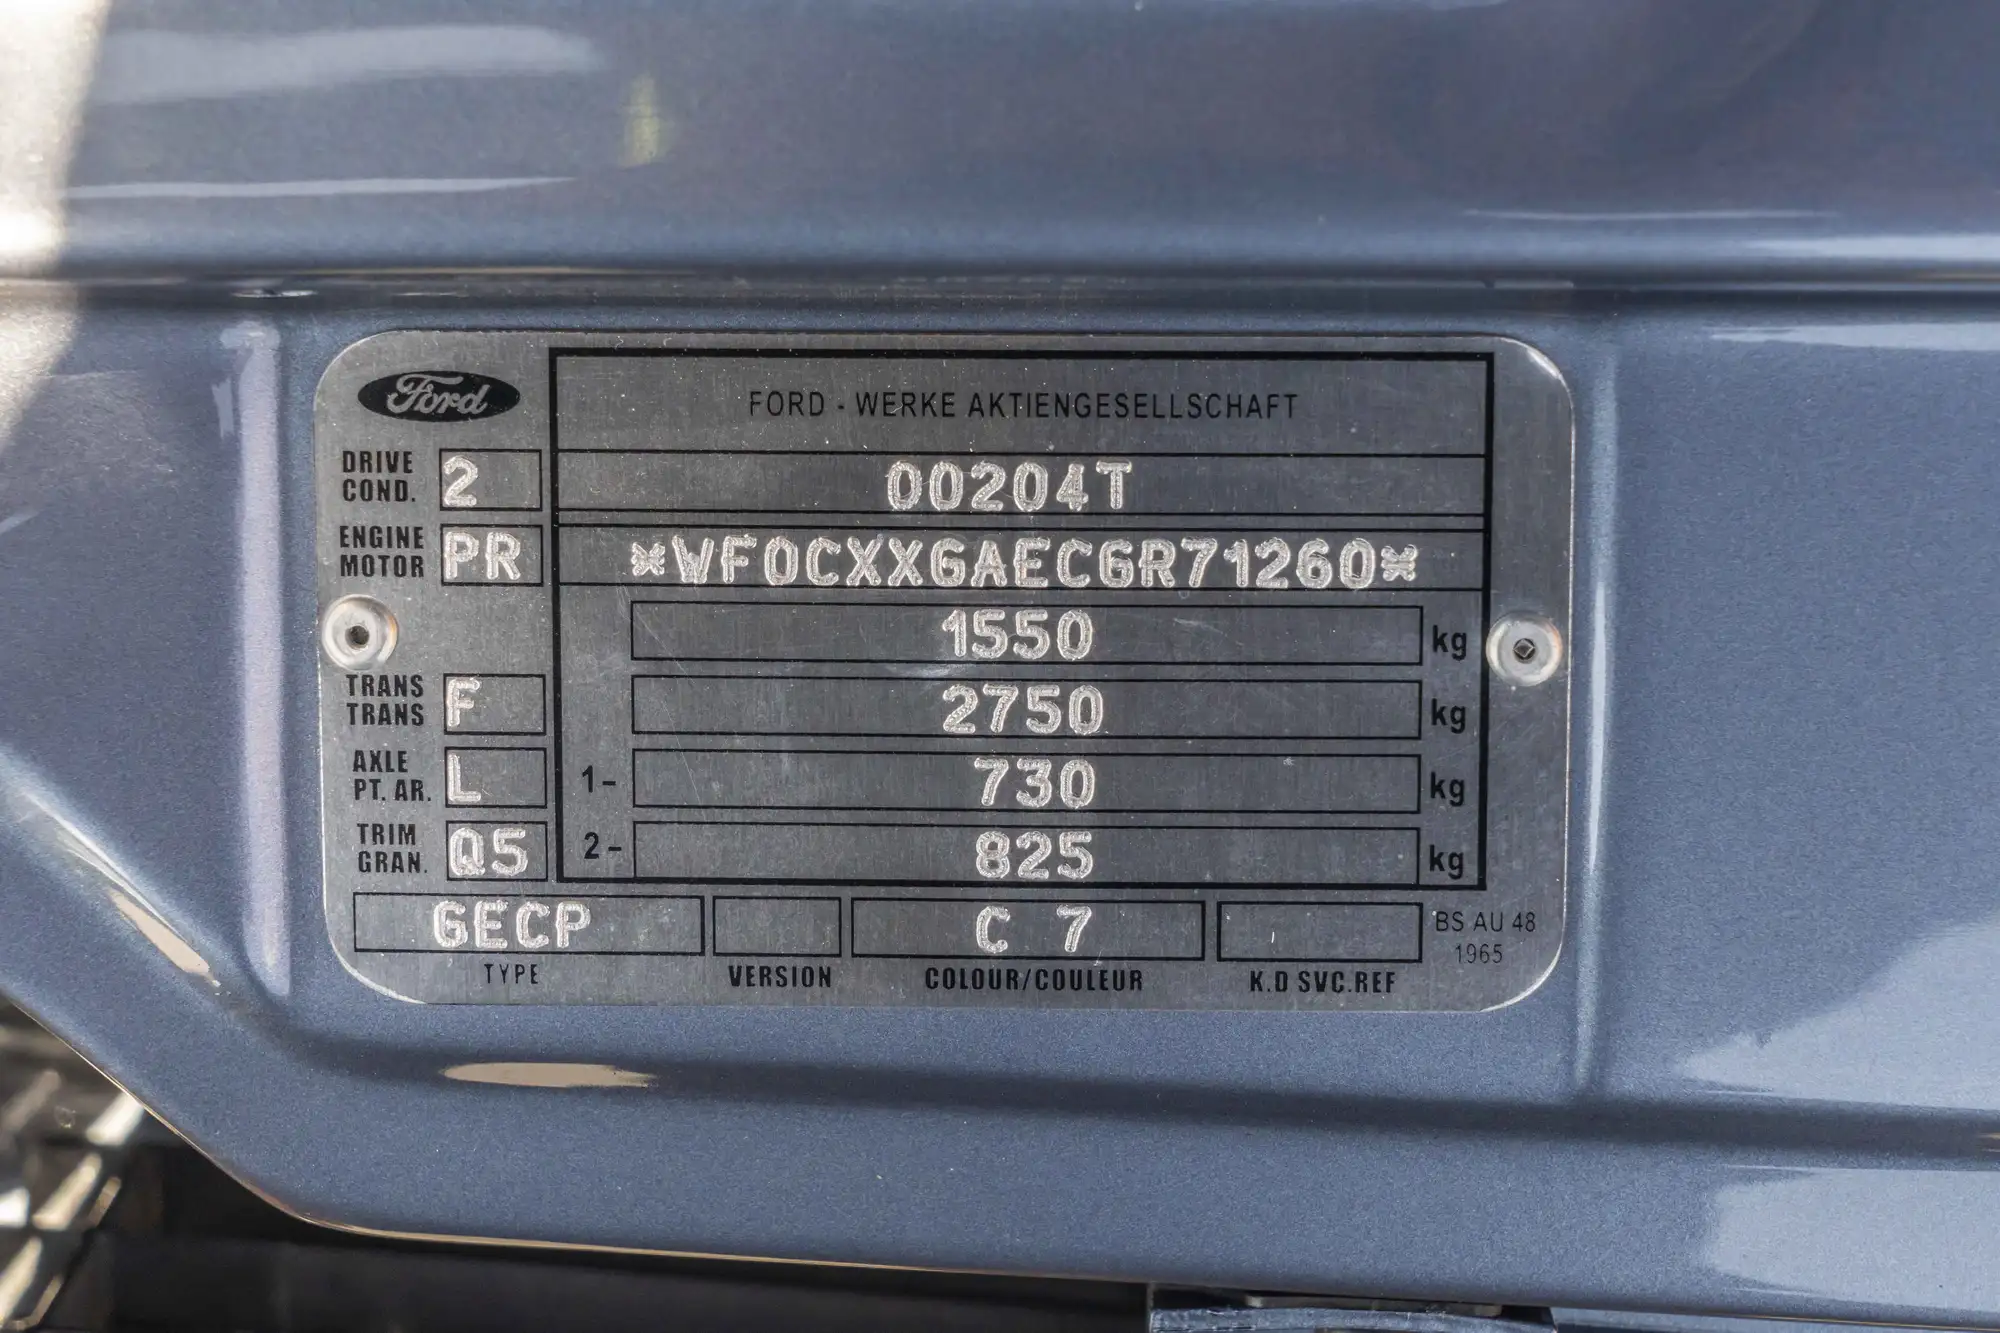 Ford
FORD - WERKE AKTIENGESELLSCHAFT
DRIVE
COND. 2
00204T
ENGINE
MOTOR PR
*WF0CXXGAECGR71260*
1550 kg
TRANS
TRANS F
2750 kg
AXLE
PT. AR. L
1- 730 kg
TRIM
GRAN. Q5
2- 825 kg
GECP
TYPE
VERSION
C 7
COLOUR/COULEUR
K.D SVC.REF
BS AU 48
1965